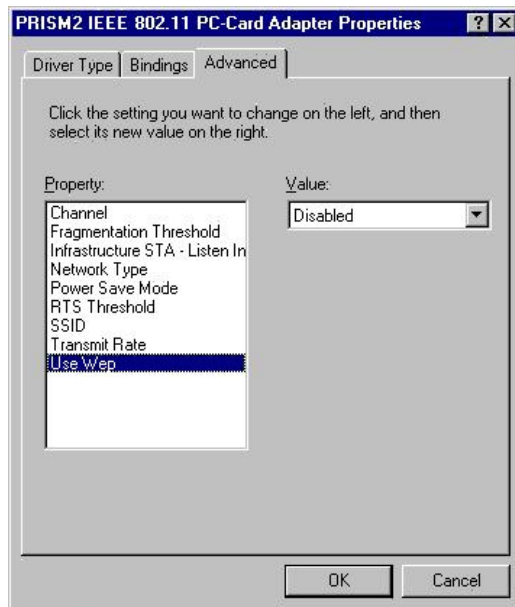 PRISM2 IEEE 802.11 PC-Card Adapter Properties
Driver Type
Bindings
Advanced
Click the setting you want to change on the left, and then
select its new value on the right.
Property:
Value:
Channel
Fragmentation Threshold
Infrastructure STA - Listen In
Network Type
Power Save Mode
RTS Threshold
SSID
Transmit Rate
Use Wep
Disabled
OK
Cancel